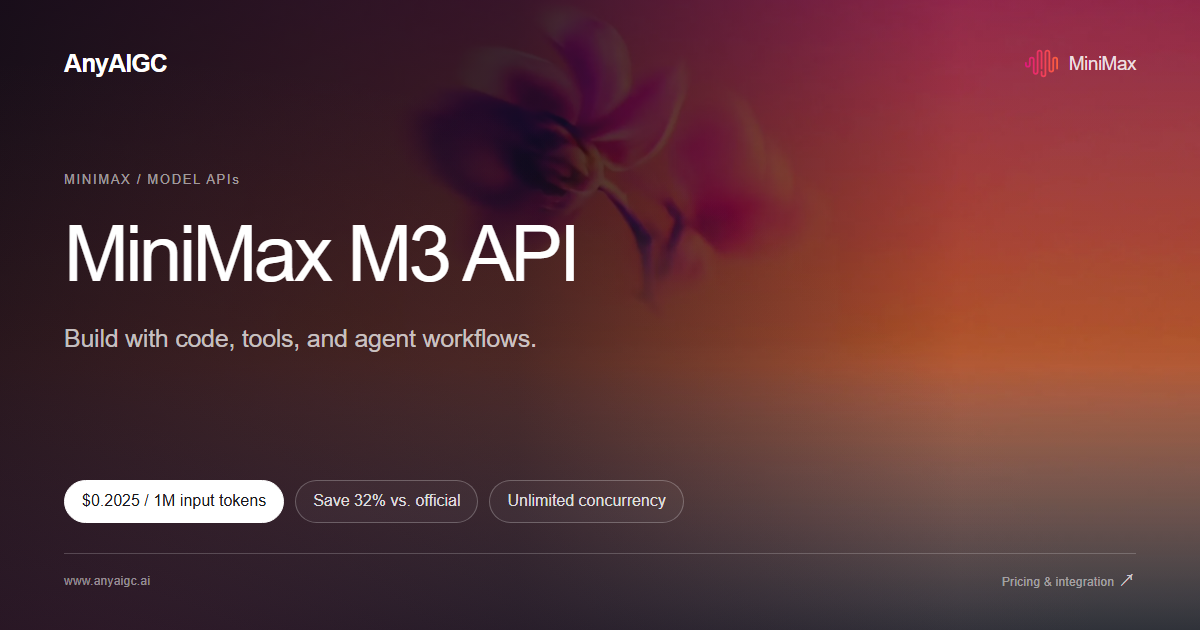 AnyAIGC
MiniMax
MINIMAX / MODEL APIs
MiniMax M3 API
Build with code, tools, and agent workflows.
$0.2025 / 1M input tokens
Save 32% vs. official
Unlimited concurrency
www.anyaigc.ai
Pricing & integration ↗